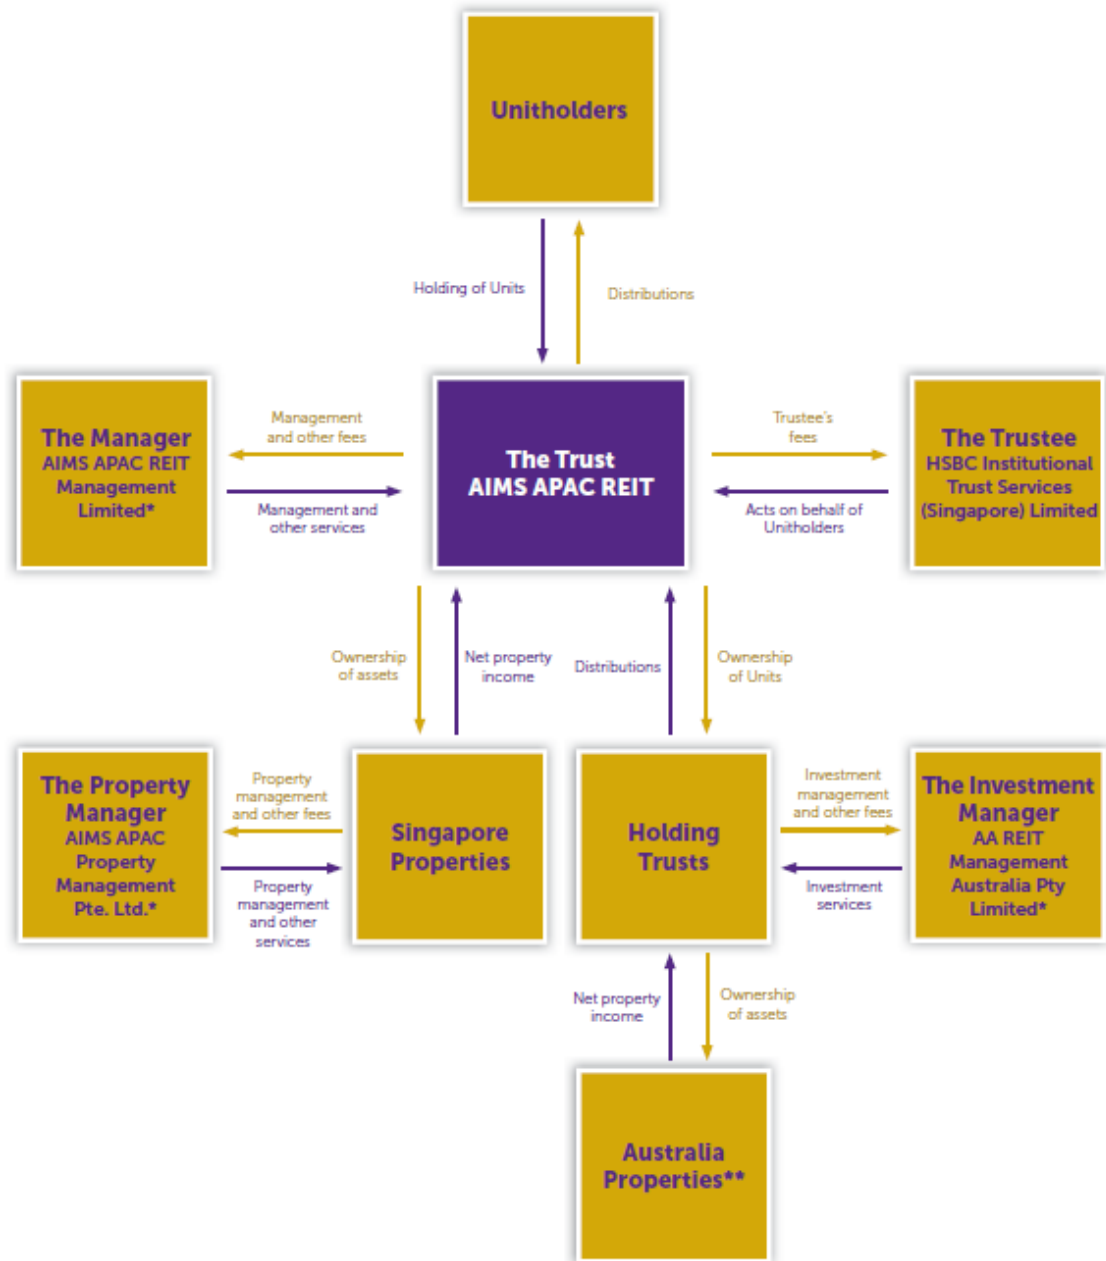 Unitholders
Holding of Units
Distributions
The Manager
AIMS APAC REIT
Management
Limited*
Management
and other fees
Management and
other services
The Trust
AIMS APAC REIT
Trustee's
fees
Acts on behalf of
Unitholders
The Trustee
HSBC Institutional
Trust Services
(Singapore) Limited
Ownership
of assets
Net property
income
Distributions
Ownership
of Units
The Property
Manager
AIMS APAC
Property
Management
Pte. Ltd.*
Property
management
and other fees
Property
management
and other
services
Singapore
Properties
Holding
Trusts
Investment
management
and other fees
Investment
services
The Investment
Manager
AA REIT
Management
Australia Pty
Limited*
Net property
income
Ownership
of assets
Australia
Properties**